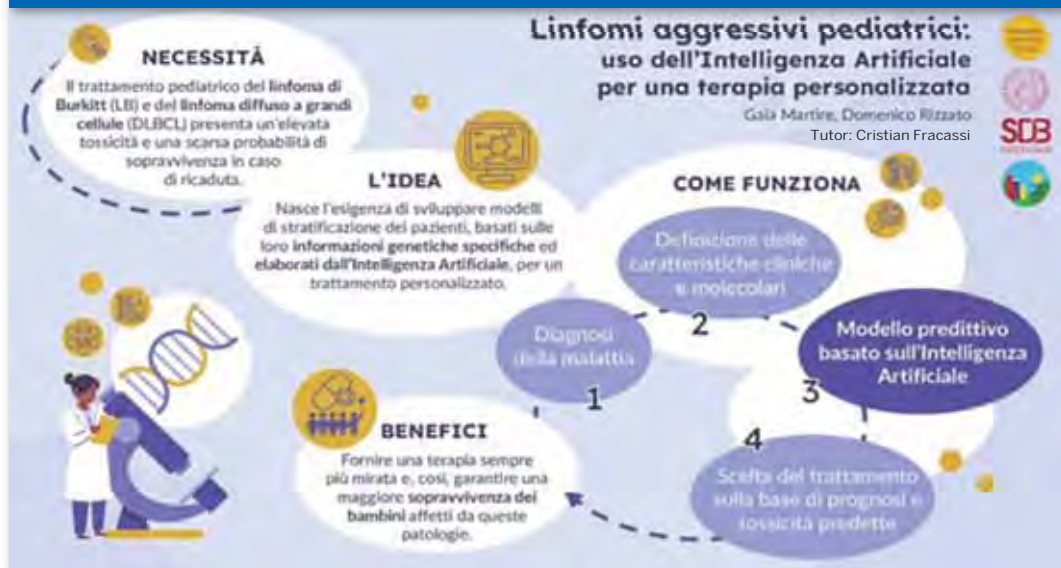 Linfomi aggressivi pediatrici:
uso dell'Intelligenza Artificiale
per una terapia personalizzata
Gaia Martire, Domenico Rizzato
Tutor: Cristian Fracassi
SDB
NECESSITÀ
Il trattamento pediatrico del linfoma di
Burkitt (LB) e del linfoma diffuso a grandi
cellule (DLBCL) presenta un'elevata
tossicità e una scarsa probabilità di
sopravvivenza in caso
di ricaduta.
L'IDEA
Nasce l'esigenza di sviluppare modelli
di stratificazione dei pazienti, basati sulle
loro informazioni genetiche specifiche ed
elaborati dall'Intelligenza Artificiale, per un
trattamento personalizzato.
COME FUNZIONA
Diagnosi
della malattia
1
Definizione delle
caratteristiche cliniche
e molecolari
2
Modello predittivo
basato sull'Intelligenza
Artificiale
3
4
Scelta del trattamento
sulla base di prognosi e
tossicità predette
BENEFICI
Fornire una terapia sempre
più mirata e, così, garantire una
maggiore sopravvivenza dei
bambini affetti da queste
patologie.